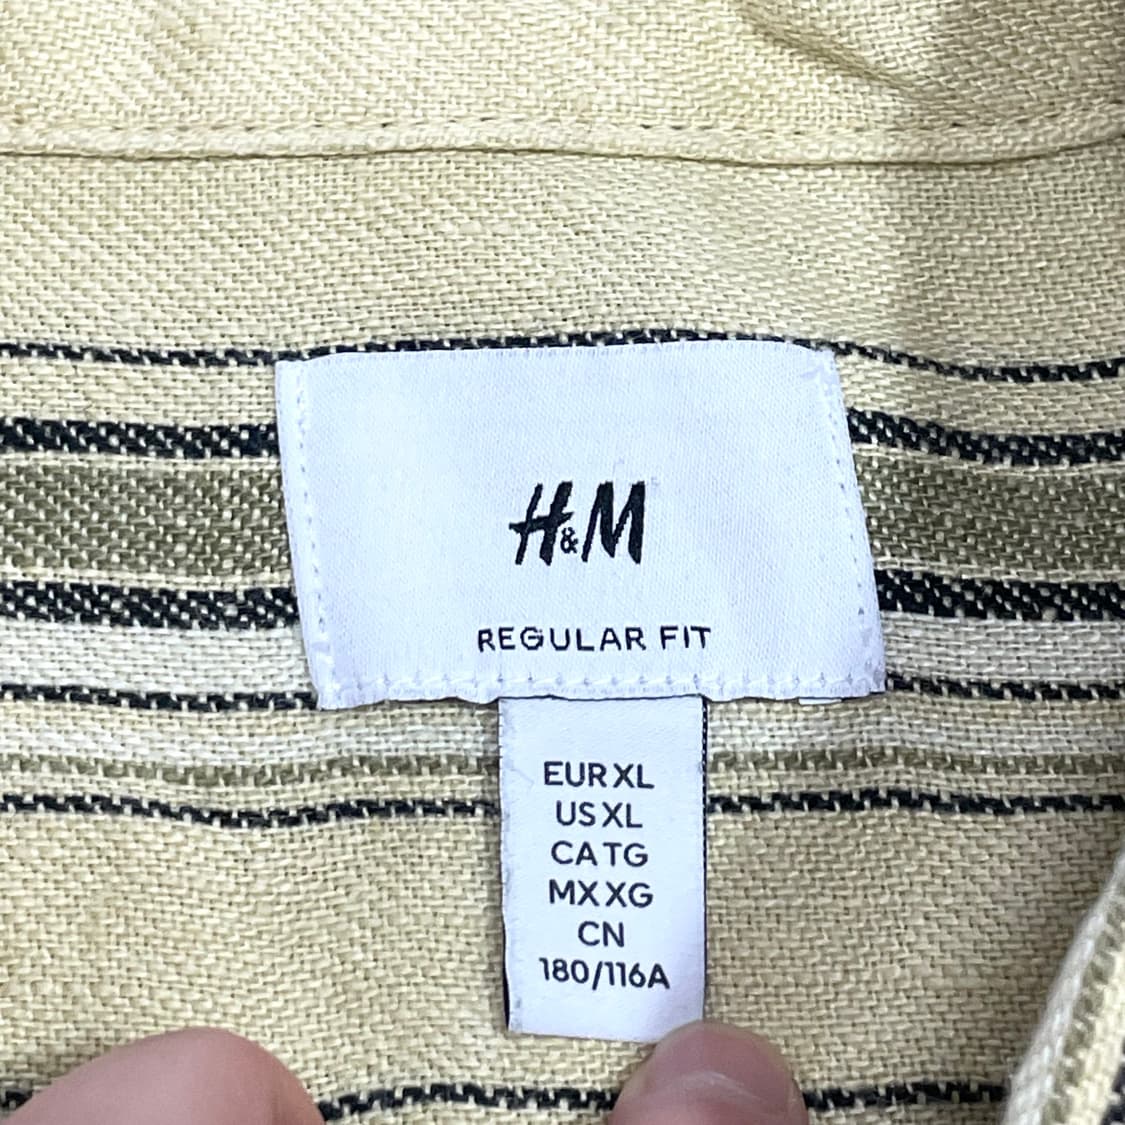 H&M
REGULAR FIT
EUR XL
US XL
CA TG
MX XG
CN
180/116A